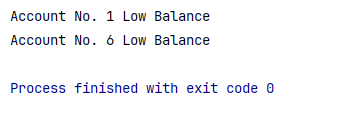 Account No. 1 Low Balance
Account No. 6 Low Balance
Process finished with exit code 0